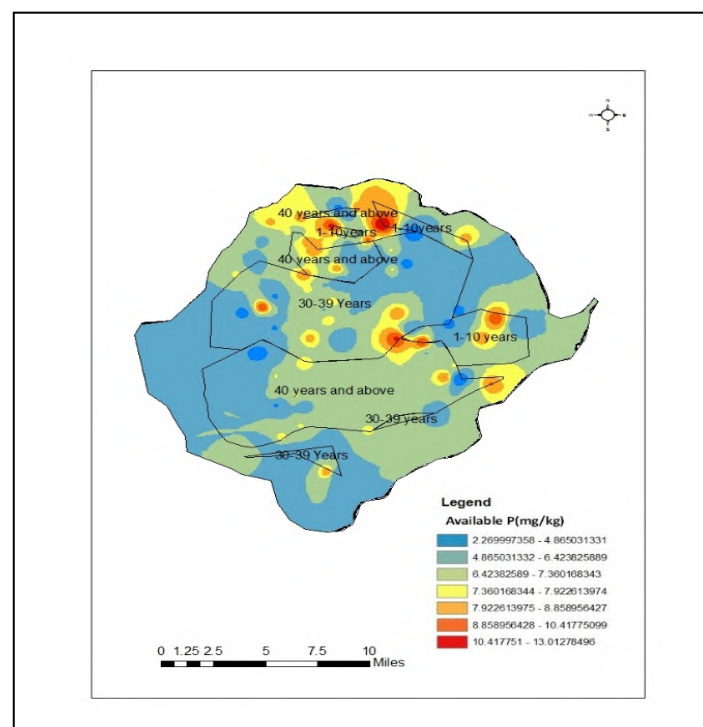 40 years and above
1-10years
1-10years
40 years and above
30-39 Years
1-10 years
40 years and above
30-39 years
30-39 Years
Legend
Available P(mg/kg)
2.269997358 - 4.865031331
4.865031332 - 6.423825889
6.42382589 - 7.360168343
7.360168344 - 7.922613974
7.922613975 - 8.858956427
8.858956428 - 10.41775099
10.417751 - 13.01278496
0 1.25 2.5 5 7.5 10
Miles